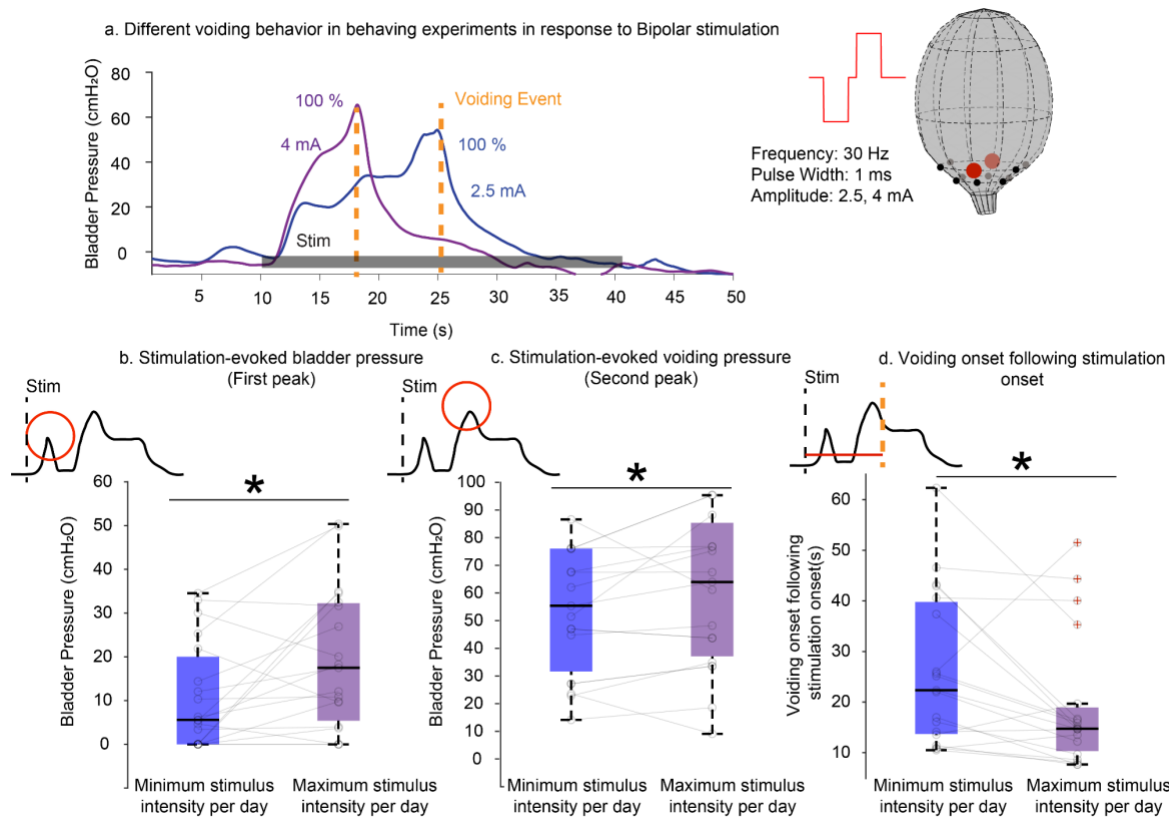 a. Different voiding behavior in behaving experiments in response to Bipolar stimulation
Bladder Pressure (cmH₂O)
80
60
40
20
0
100 %
4 mA
Voiding Event
100 %
2.5 mA
Stim
5
10
15
20
25
30
35
40
45
50
Time (s)
Frequency: 30 Hz
Pulse Width: 1 ms
Amplitude: 2.5, 4 mA
b. Stimulation-evoked bladder pressure
(First peak)
Stim
*
Bladder Pressure (cmH2O)
60
50
40
30
20
10
0
Minimum stimulus
intensity per day
Maximum stimulus
intensity per day
c. Stimulation-evoked voiding pressure
(Second peak)
Stim
*
Bladder Pressure (cmH2O)
100
90
80
70
60
50
40
30
20
10
0
Minimum stimulus
intensity per day
Maximum stimulus
intensity per day
d. Voiding onset following stimulation
onset
Stim
*
Voiding onset following
stimulation onset(s)
60
50
40
30
20
10
Minimum stimulus
intensity per day
Maximum stimulus
intensity per day